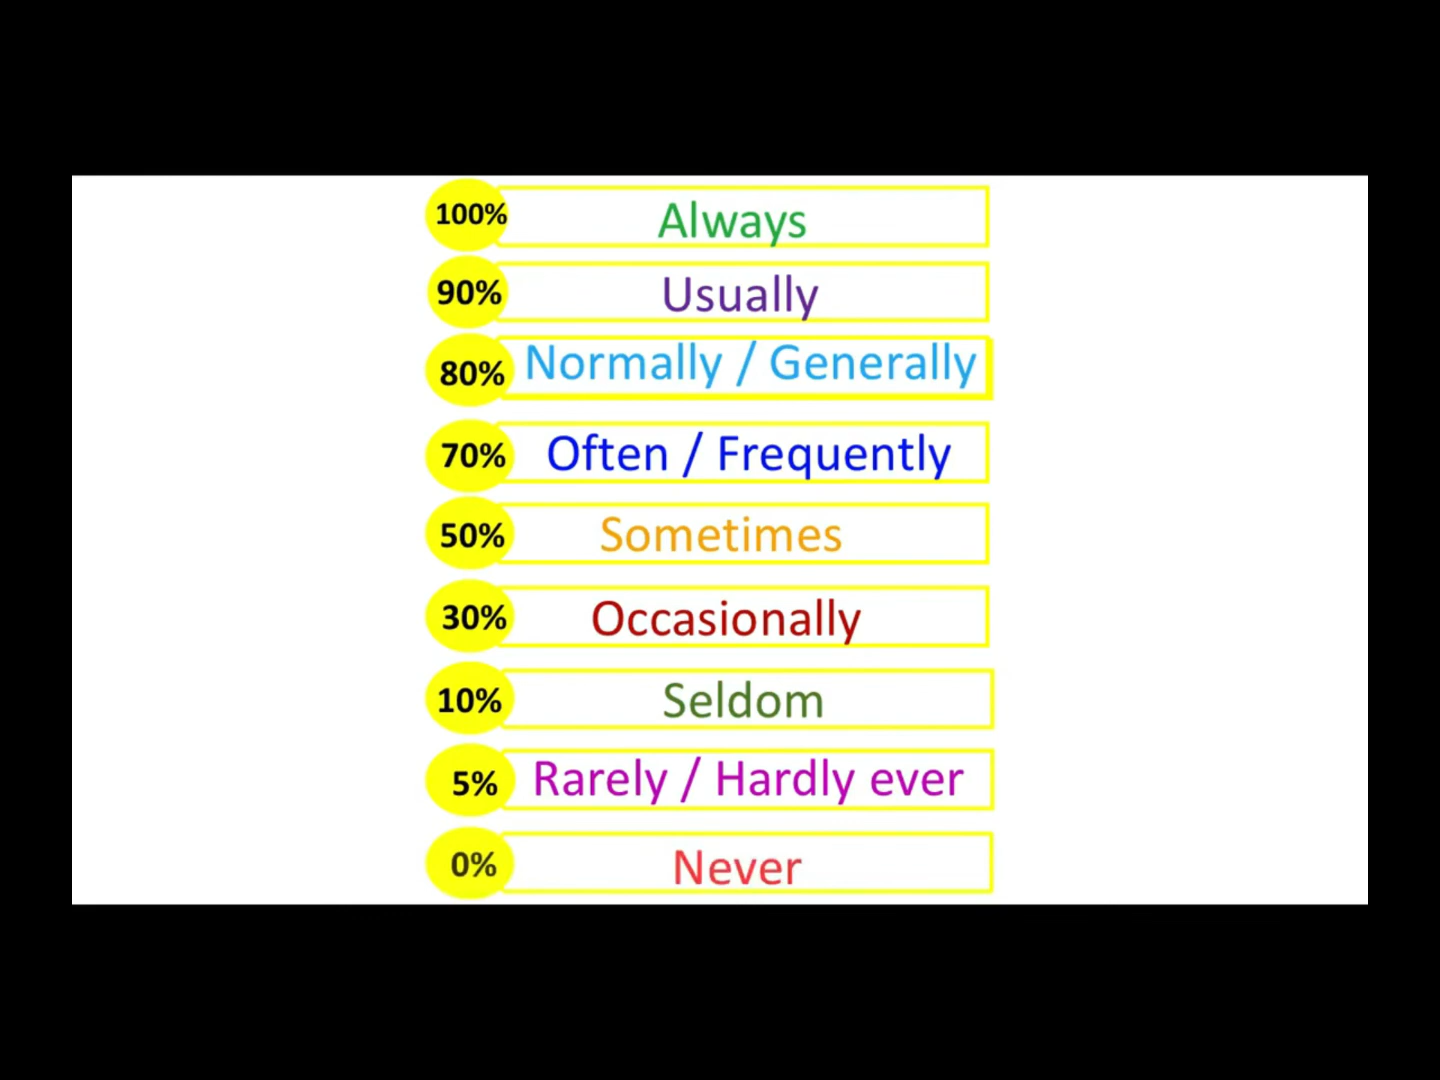 100% Always
90% Usually
80% Normally / Generally
70% Often / Frequently
50% Sometimes
30% Occasionally
10% Seldom
5% Rarely / Hardly ever
0% Never